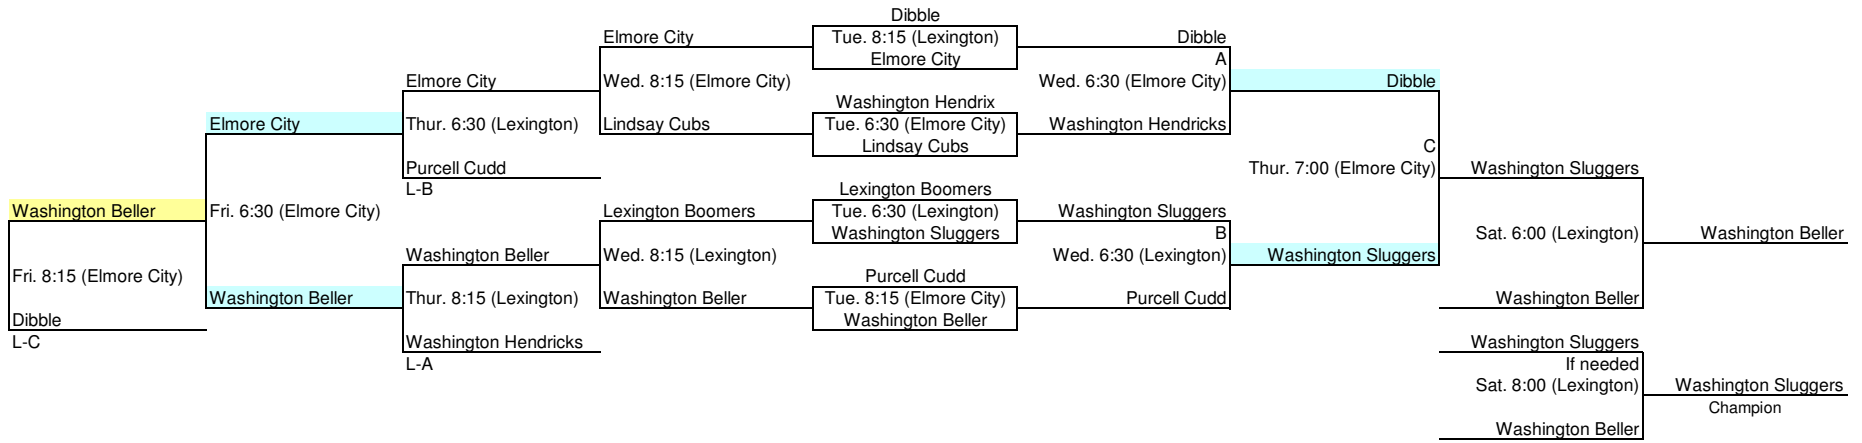 Dibble
Elmore City
Tue. 8:15 (Lexington)
Dibble
Elmore City
A
Elmore City
Wed. 8:15 (Elmore City)
Wed. 6:30 (Elmore City)
Dibble
Washington Hendrix
Elmore City
Thur. 6:30 (Lexington)
Lindsay Cubs
Tue. 6:30 (Elmore City)
Washington Hendricks
Lindsay Cubs
C
Purcell Cudd
Thur. 7:00 (Elmore City)
Washington Sluggers
L-B
Lexington Boomers
Washington Beller
Fri. 6:30 (Elmore City)
Lexington Boomers
Tue. 6:30 (Lexington)
Washington Sluggers
Washington Sluggers
B
Sat. 6:00 (Lexington)
Washington Beller
Washington Beller
Wed. 8:15 (Lexington)
Wed. 6:30 (Lexington)
Washington Sluggers
Fri. 8:15 (Elmore City)
Purcell Cudd
Washington Beller
Thur. 8:15 (Lexington)
Washington Beller
Tue. 8:15 (Elmore City)
Purcell Cudd
Washington Beller
Dibble
Washington Beller
L-C
Washington Hendricks
Washington Sluggers
L-A
If needed
Sat. 8:00 (Lexington)
Washington Sluggers
Champion
Washington Beller